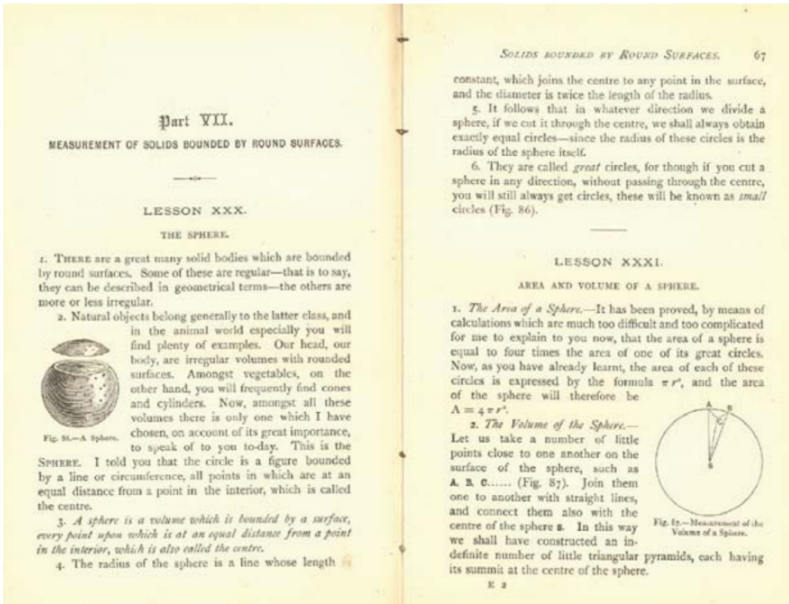 Part VII.
MEASUREMENT OF SOLIDS BOUNDED BY ROUND SURFACES.
LESSON XXX.
THE SPHERE.
1. THERE are a great many solid bodies which are bounded
by round surfaces. Some of these are regular—that is to say,
they can be described in geometrical terms—the others are
more or less irregular.
2. Natural objects belong generally to the latter class, and
in the animal world especially you will
find plenty of examples. Our head, our
body, are irregular volumes with rounded
surfaces. Amongst vegetables, on the
other hand, you will frequently find cones
and cylinders. Now, amongst all these
volumes there is only one which I have
chosen, on account of its great importance,
to speak of to you to-day. This is the
SPHERE. I told you that the circle is a figure bounded
by a line or circumference, all points in which are at an
equal distance from a point in the interior, which is called
the centre.
3. A sphere is a volume which is bounded by a surface,
every point upon which is at an equal distance from a point
in the interior, which is also called the centre.
4. The radius of the sphere is a line whose length
Fig. 86.—A Sphere.
SOLIDS BOUNDED BY ROUND SURFACES. 67
constant, which joins the centre to any point in the surface,
and the diameter is twice the length of the radius.
5. It follows that in whatever direction we divide a
sphere, if we cut it through the centre, we shall always obtain
exactly equal circles—since the radius of these circles is the
radius of the sphere itself.
6. They are called great circles, for though if you cut a
sphere in any direction, without passing through the centre,
you will still always get circles, these will be known as small
circles (Fig. 86).
LESSON XXXI.
AREA AND VOLUME OF A SPHERE.
1. The Area of a Sphere.—It has been proved, by means of
calculations which are much too difficult and too complicated
for me to explain to you now, that the area of a sphere is
equal to four times the area of one of its great circles.
Now, as you have already learnt, the area of each of these
circles is expressed by the formula π r², and the area
of the sphere will therefore be
A = 4 π r².
2. The Volume of the Sphere.—
Let us take a number of little
points close to one another on the
surface of the sphere, such as
A, B, C...... (Fig. 87). Join them
one to another with straight lines,
and connect them also with the
centre of the sphere S. In this way
we shall have constructed an in-
definite number of little triangular pyramids, each having
its summit at the centre of the sphere.
A B
C
S
Fig. 87.—Measurement of the
Volume of a Sphere.
E 2